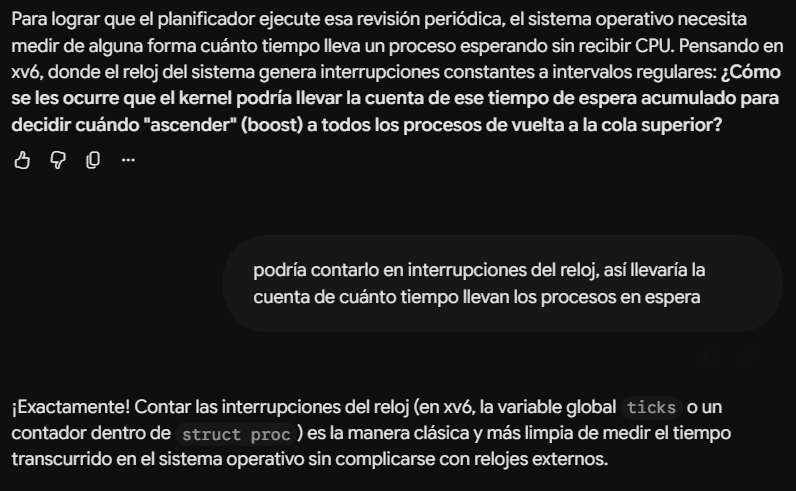 Para lograr que el planificador ejecute esa revisión periódica, el sistema operativo necesita
medir de alguna forma cuánto tiempo lleva un proceso esperando sin recibir CPU. Pensando en
xv6, donde el reloj del sistema genera interrupciones constantes a intervalos regulares: ¿Cómo
se les ocurre que el kernel podría llevar la cuenta de ese tiempo de espera acumulado para
decidir cuándo "ascender" (boost) a todos los procesos de vuelta a la cola superior?
podría contarlo en interrupciones del reloj, así llevaría la
cuenta de cuánto tiempo llevan los procesos en espera
¡Exactamente! Contar las interrupciones del reloj (en xv6, la variable global ticks o un
contador dentro de struct proc ) es la manera clásica y más limpia de medir el tiempo
transcurrido en el sistema operativo sin complicarse con relojes externos.